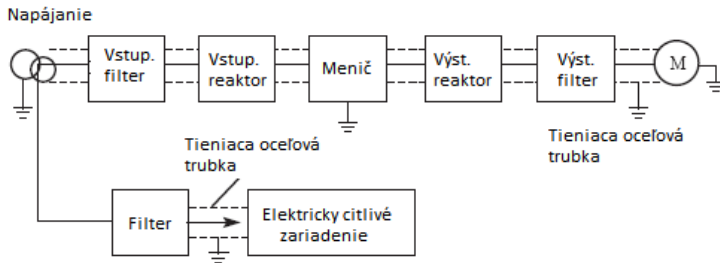 Napájanie
Vstup.
filter
Vstup.
reaktor
Menič
Výst.
reaktor
Výst.
filter
M
Tieniaca oceľová
trubka
Tieniaca oceľová
trubka
Filter
Elektricky citlivé
zariadenie